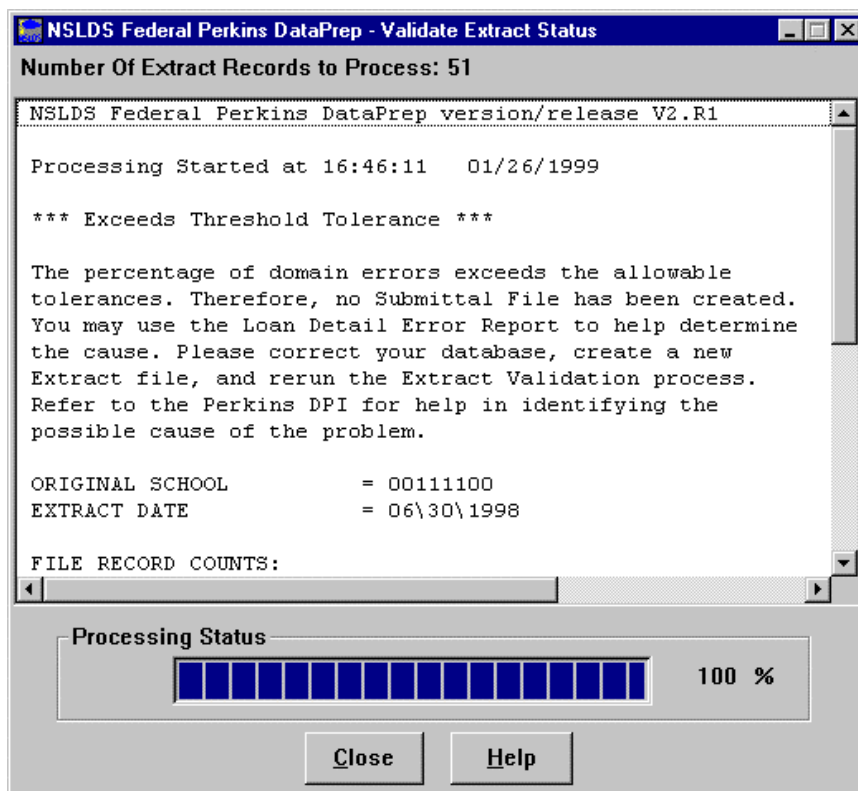 NSLDS Federal Perkins DataPrep - Validate Extract Status
Number Of Extract Records to Process: 51
NSLDS Federal Perkins DataPrep version/release V2.R1
Processing Started at 16:46:11 01/26/1999
*** Exceeds Threshold Tolerance ***
The percentage of domain errors exceeds the allowable
tolerances. Therefore, no Submittal File has been created.
You may use the Loan Detail Error Report to help determine
the cause. Please correct your database, create a new
Extract file, and rerun the Extract Validation process.
Refer to the Perkins DPI for help in identifying the
possible cause of the problem.
ORIGINAL SCHOOL = 00111100
EXTRACT DATE = 06\30\1998
FILE RECORD COUNTS:
Processing Status
100 %
Close Help